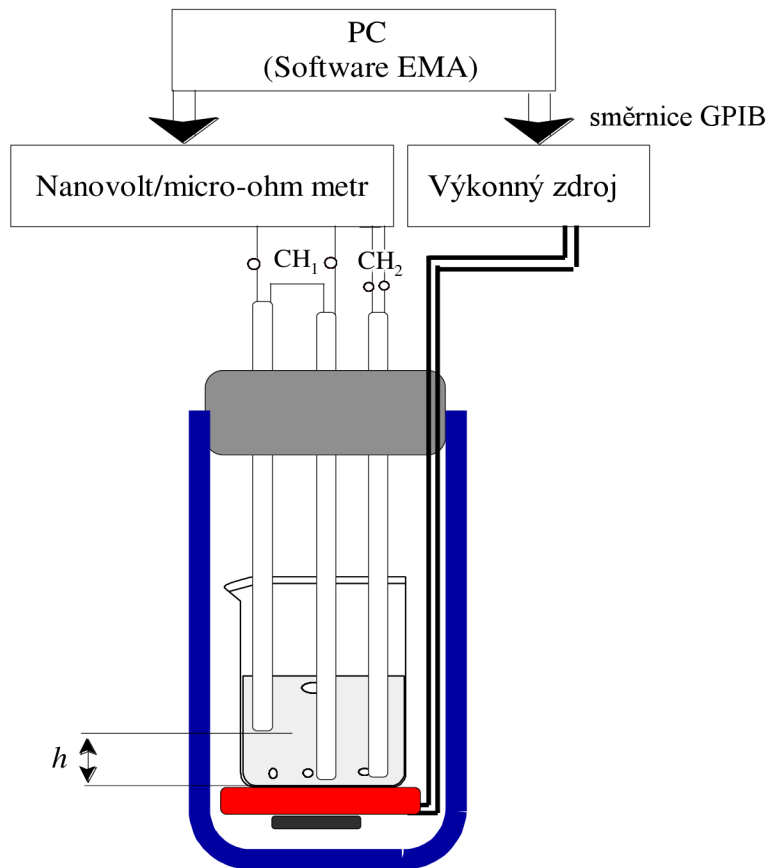 PC
(Software EMA)
směrnice GPIB
Nanovolt/micro-ohm metr
Výkonný zdroj
CH₁
CH₂
h